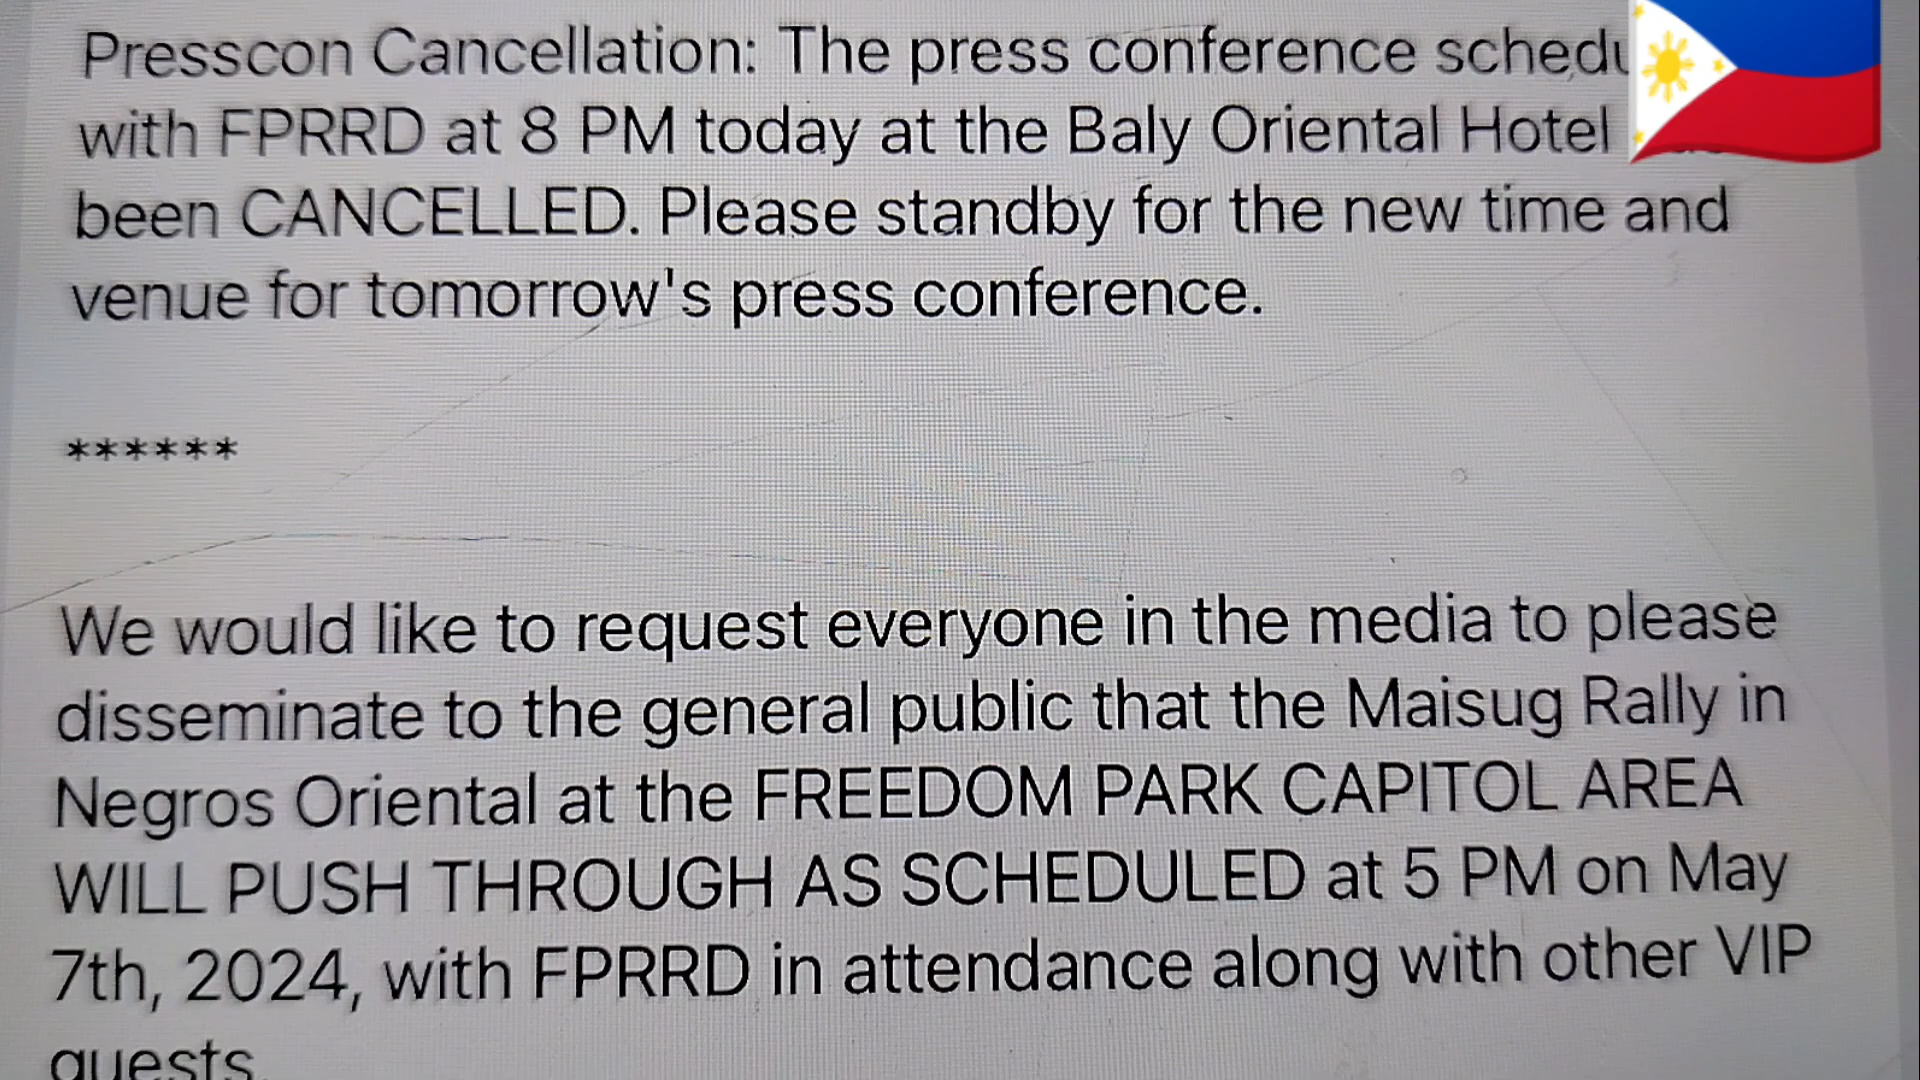 Presscon Cancellation: The press conference
with FPRRD at 8 PM today at the Baly Oriental Hotel
been CANCELLED. Please standby for the new time and
venue for tomorrow's press conference.
******
We would like to request everyone in the media to please
disseminate to the general public that the Maisug Rally in
Negros Oriental at the FREEDOM PARK CAPITOL AREA
WILL PUSH THROUGH AS SCHEDULED at 5 PM on May
7th, 2024, with FPRRD in attendance along with other VIP
guests.